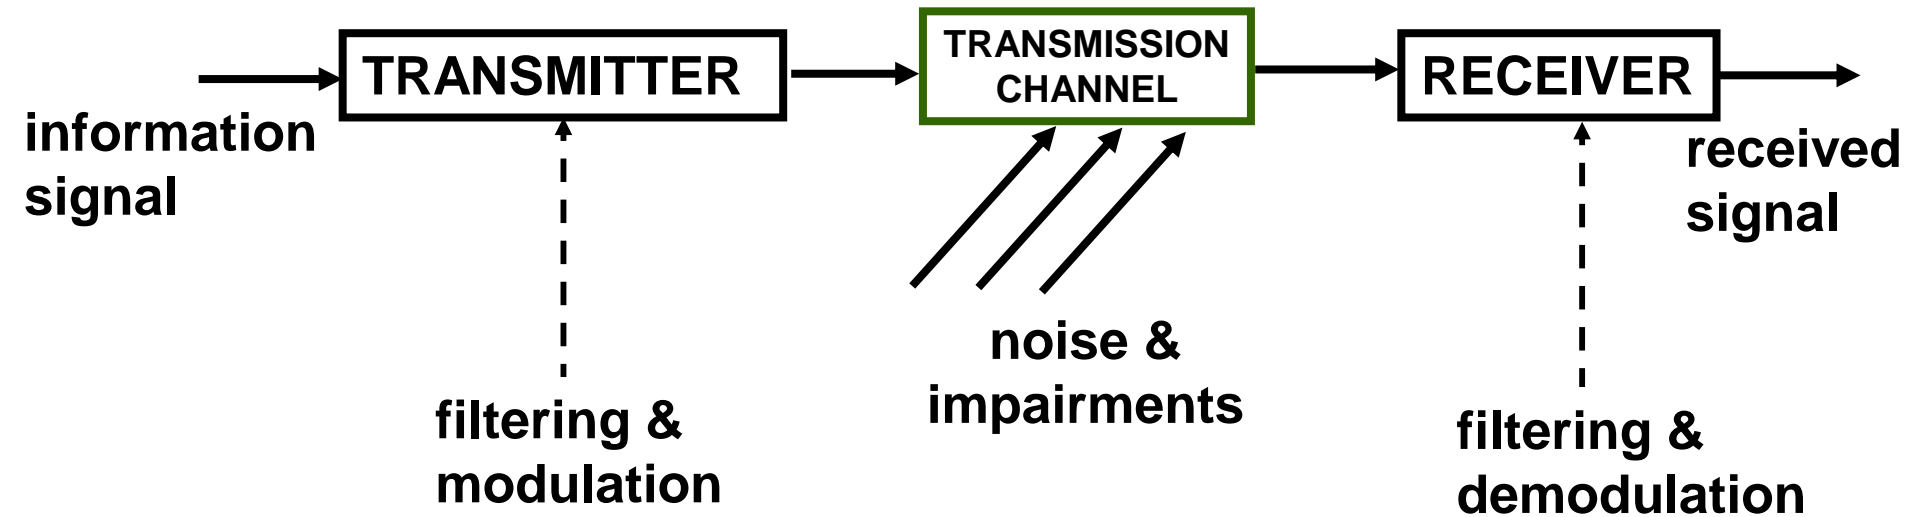 TRANSMITTER
TRANSMISSION
CHANNEL
RECEIVER
information
signal
received
signal
noise &
impairments
filtering &
modulation
filtering &
demodulation